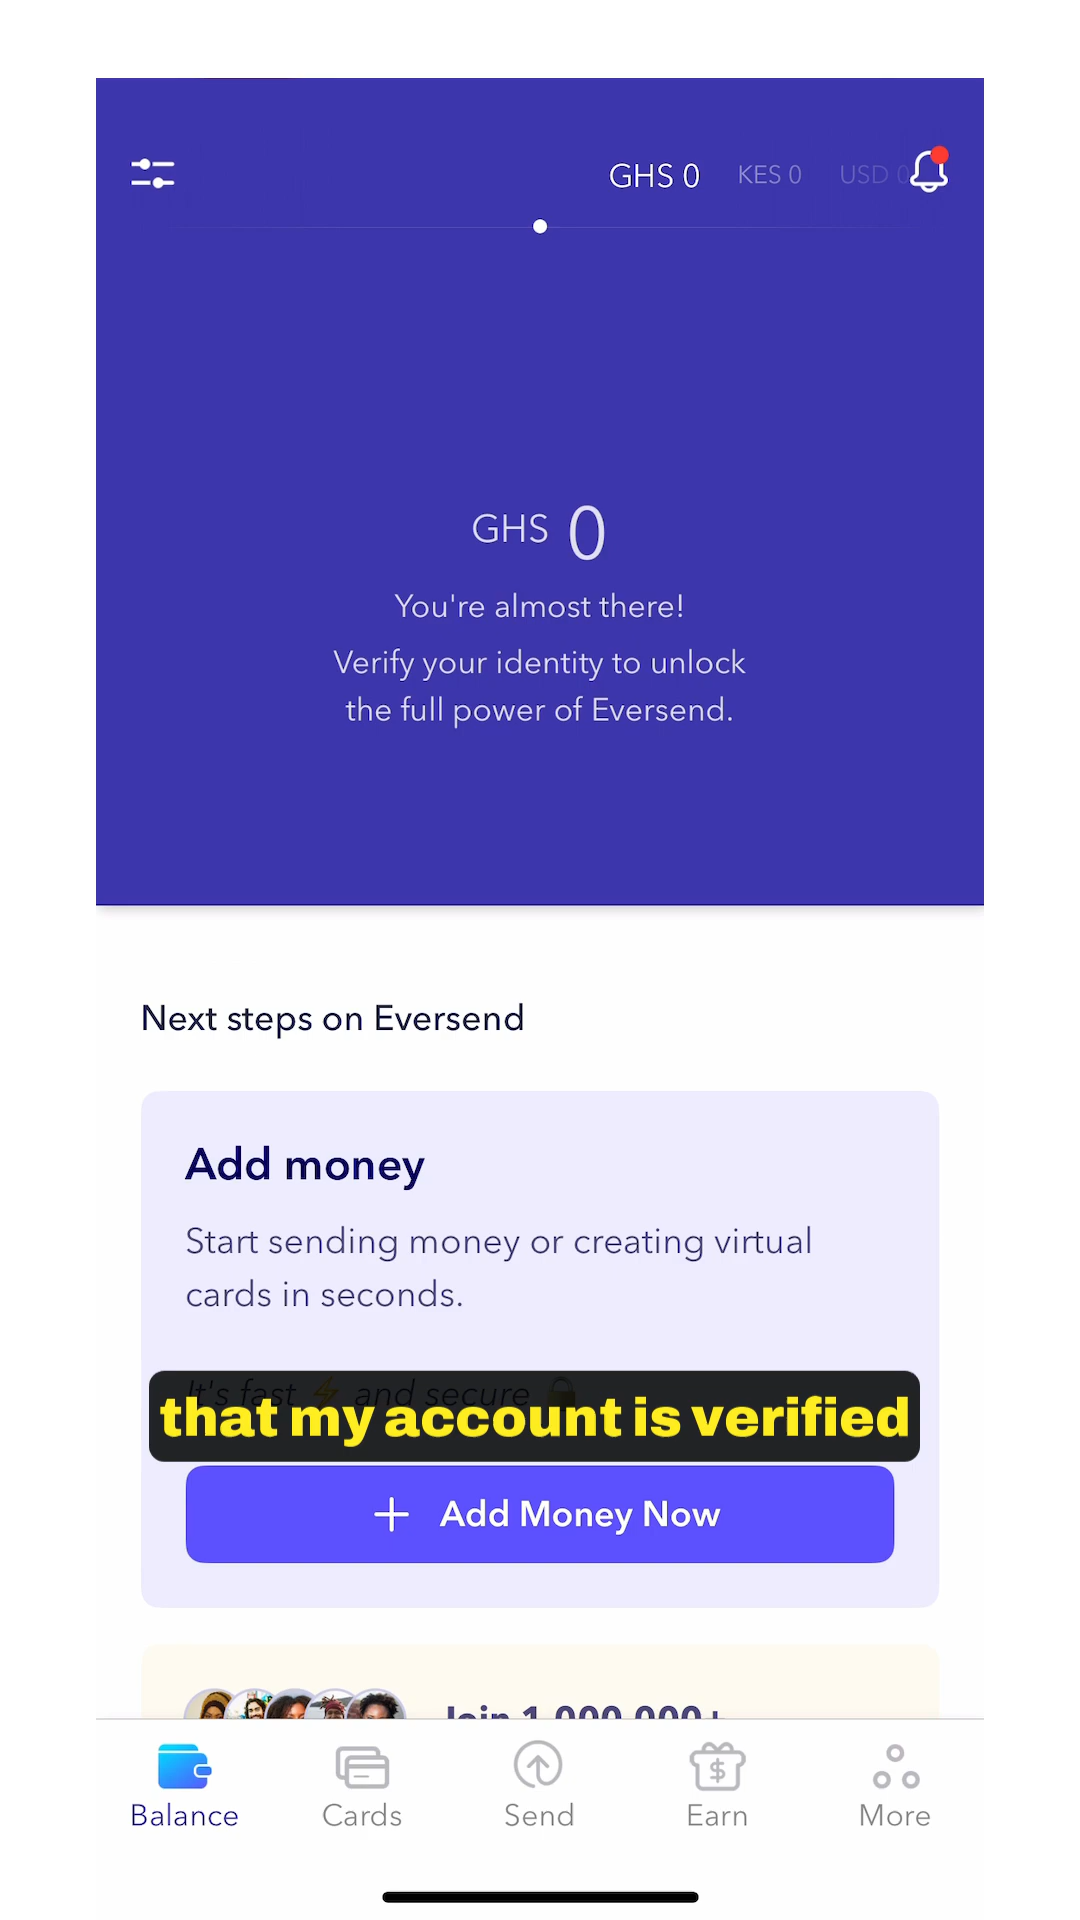 GHS 0 KES 0 USD 0
GHS 0
You're almost there!
Verify your identity to unlock
the full power of Eversend.
Next steps on Eversend
Add money
Start sending money or creating virtual
cards in seconds.
It's fast ⚡ and secure 🔒
that my account is verified
+ Add Money Now
Join 1,000,000+
Balance Cards Send Earn More